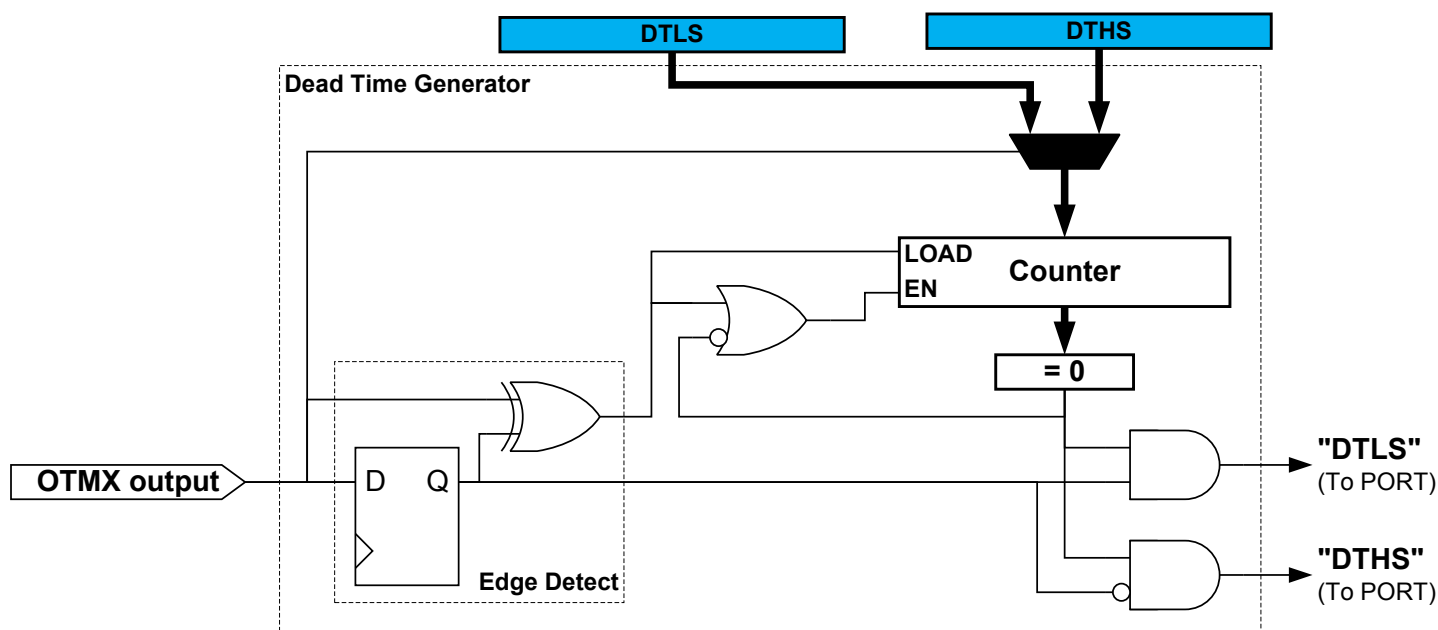 DTLS
DTHS
Dead Time Generator
LOAD
Counter
EN
= 0
OTMX output
D
Q
Edge Detect
"DTLS"
(To PORT)
"DTHS"
(To PORT)